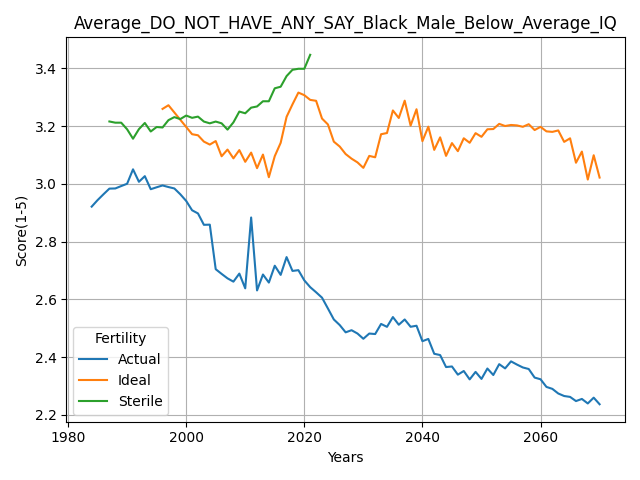 Average_DO_NOT_HAVE_ANY_SAY_Black_Male_Below_Average_IQ
Score(1-5)
3.4
3.2
3.0
2.8
2.6
2.4
2.2
Fertility
Actual
Ideal
Sterile
1980
2000
2020
2040
2060
Years